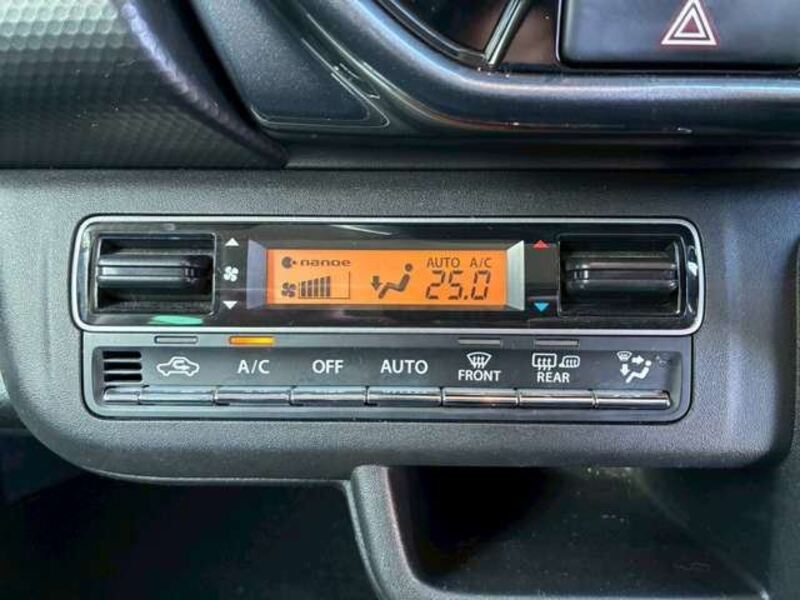 nanoe
AUTO A/C
25.0
A/C OFF AUTO FRONT REAR